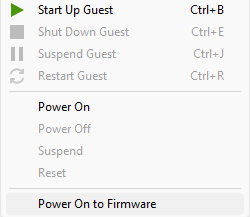 Start Up Guest Ctrl+B
Shut Down Guest Ctrl+E
Suspend Guest Ctrl+J
Restart Guest Ctrl+R
Power On
Power Off
Suspend
Reset
Power On to Firmware